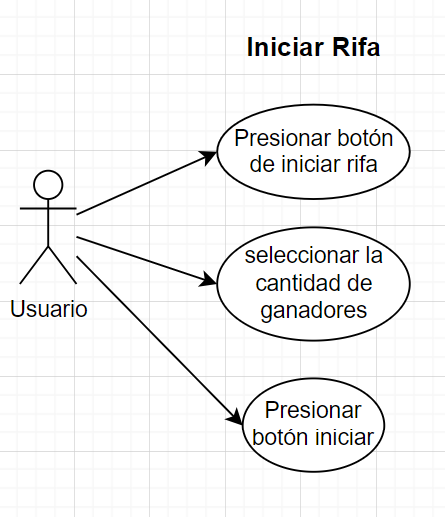 Iniciar Rifa
Presionar botón
de iniciar rifa
seleccionar la
cantidad de
ganadores
Usuario
Presionar
botón iniciar